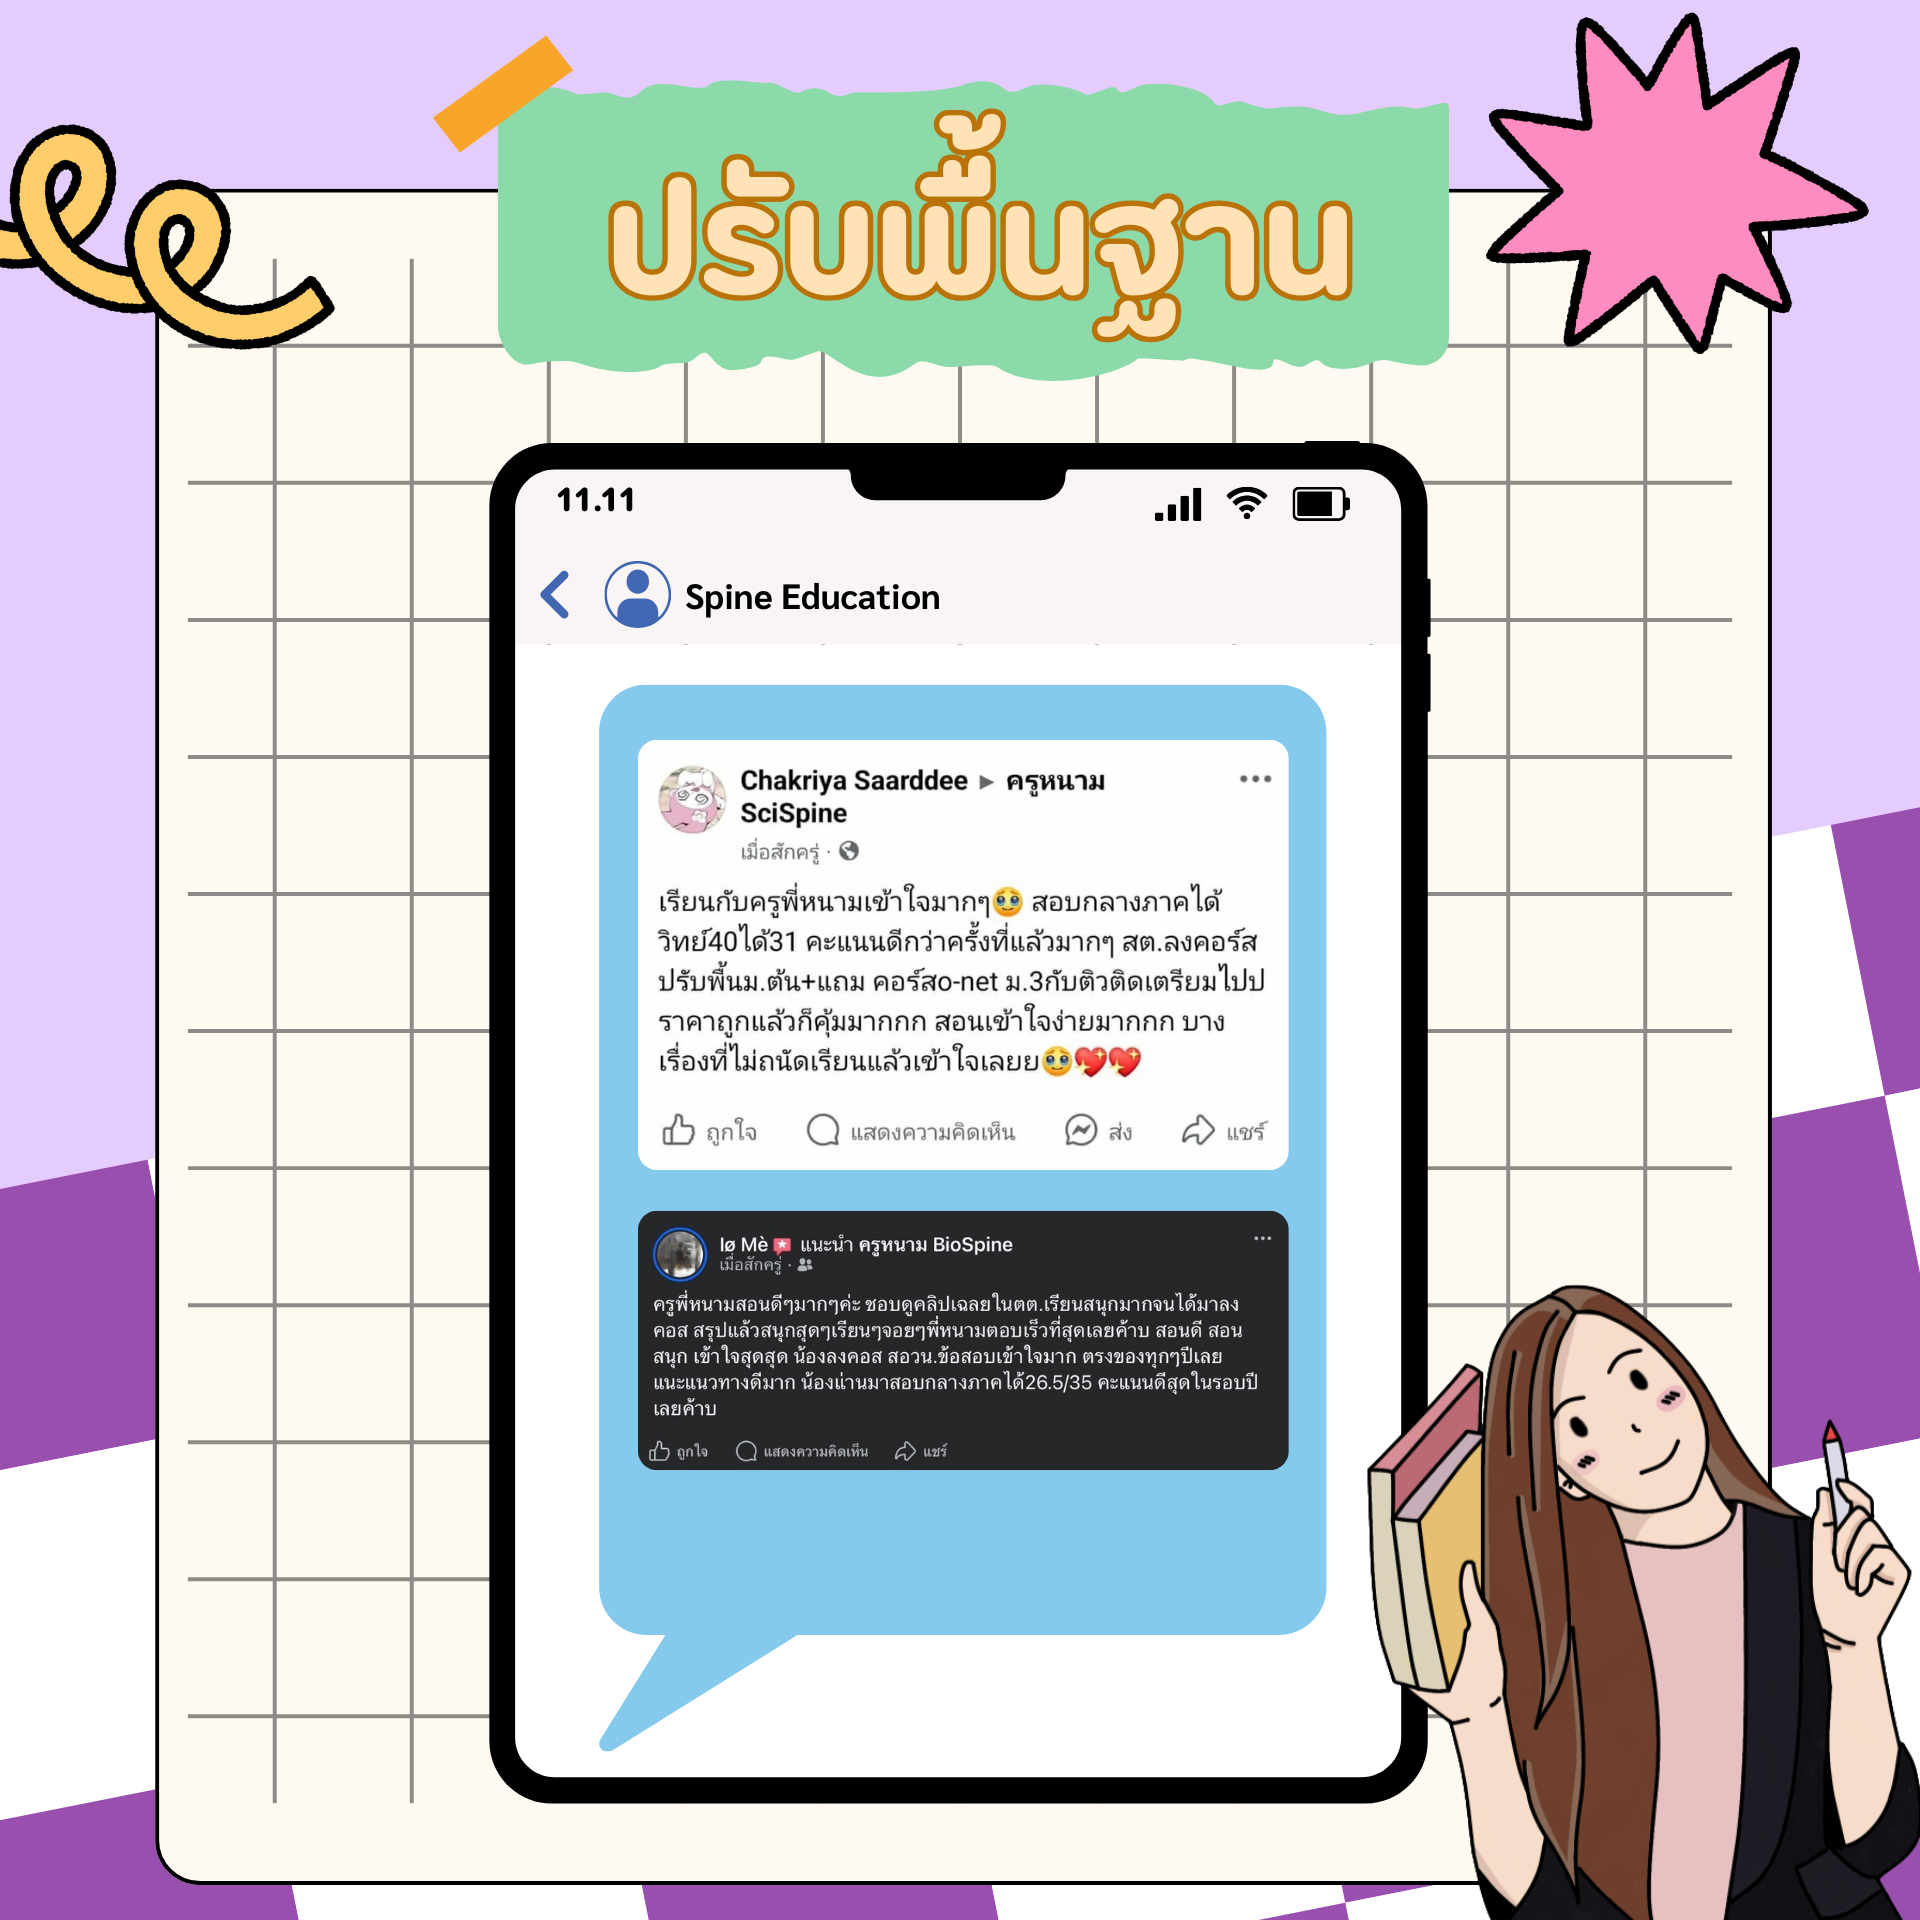 ปรับพื้นฐาน
11.11
Spine Education
Chakriya Saarddee ▸ ครูหนาม
SciSpine
เมื่อสักครู่ ·
เรียนกับครูพี่หนามเข้าใจมากๆ🥹 สอบกลางภาคได้
วิทย์40ได้31 คะแนนดีกว่าครั้งที่แล้วมากๆ สต.ลงคอร์ส
ปรับพื้นม.ต้น+แถม คอร์สo-net ม.3กับติวติดเตรียมไปป
ราคาถูกแล้วก็คุ้มมากกก สอนเข้าใจง่ายมากกก บาง
เรื่องที่ไม่ถนัดเรียนแล้วเข้าใจเลยย🥹💖💖
ถูกใจ แสดงความคิดเห็น ส่ง แชร์
lø Mè แนะนำ ครูหนาม BioSpine
เมื่อสักครู่ ·
ครูพี่หนามสอนดีๆมากๆค่ะ ชอบดูคลิปเฉลยในตต.เรียนสนุกมากจนได้มาลง
คอส สรุปแล้วสนุกสุดๆเรียนๆจอยๆพี่หนามตอบเร็วที่สุดเลยค้าบ สอนดี สอน
สนุก เข้าใจสุดสุด น้องลงคอส สอวน.ข้อสอบเข้าใจมาก ตรงของทุกๆปีเลย
แนะแนวทางดีมาก น้องผ่านมาสอบกลางภาคได้26.5/35 คะแนนดีสุดในรอบปี
เลยค้าบ
ถูกใจ แสดงความคิดเห็น แชร์